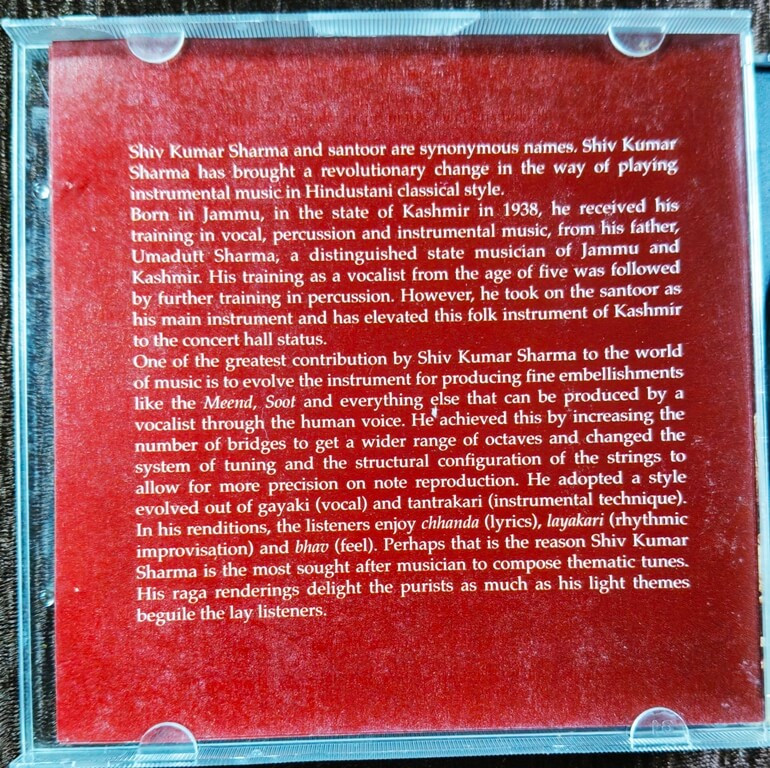 Shiv Kumar Sharma and santoor are synonymous names. Shiv Kumar
Sharma has brought a revolutionary change in the way of playing
instrumental music in Hindustani classical style.
Born in Jammu, in the state of Kashmir in 1938, he received his
training in vocal, percussion and instrumental music, from his father,
Umadutt Sharma, a distinguished state musician of Jammu and
Kashmir. His training as a vocalist from the age of five was followed
by further training in percussion. However, he took on the santoor as
his main instrument and has elevated this folk instrument of Kashmir
to the concert hall status.
One of the greatest contribution by Shiv Kumar Sharma to the world
of music is to evolve the instrument for producing fine embellishments
like the Meend, Soot and everything else that can be produced by a
vocalist through the human voice. He achieved this by increasing the
number of bridges to get a wider range of octaves and changed the
system of tuning and the structural configuration of the strings to
allow for more precision on note reproduction. He adopted a style
evolved out of gayaki (vocal) and tantrakari (instrumental technique).
In his renditions, the listeners enjoy chhanda (lyrics), layakari (rhythmic
improvisation) and bhav (feel). Perhaps that is the reason Shiv Kumar
Sharma is the most sought after musician to compose thematic tunes.
His raga renderings delight the purists as much as his light themes
beguile the lay listeners.